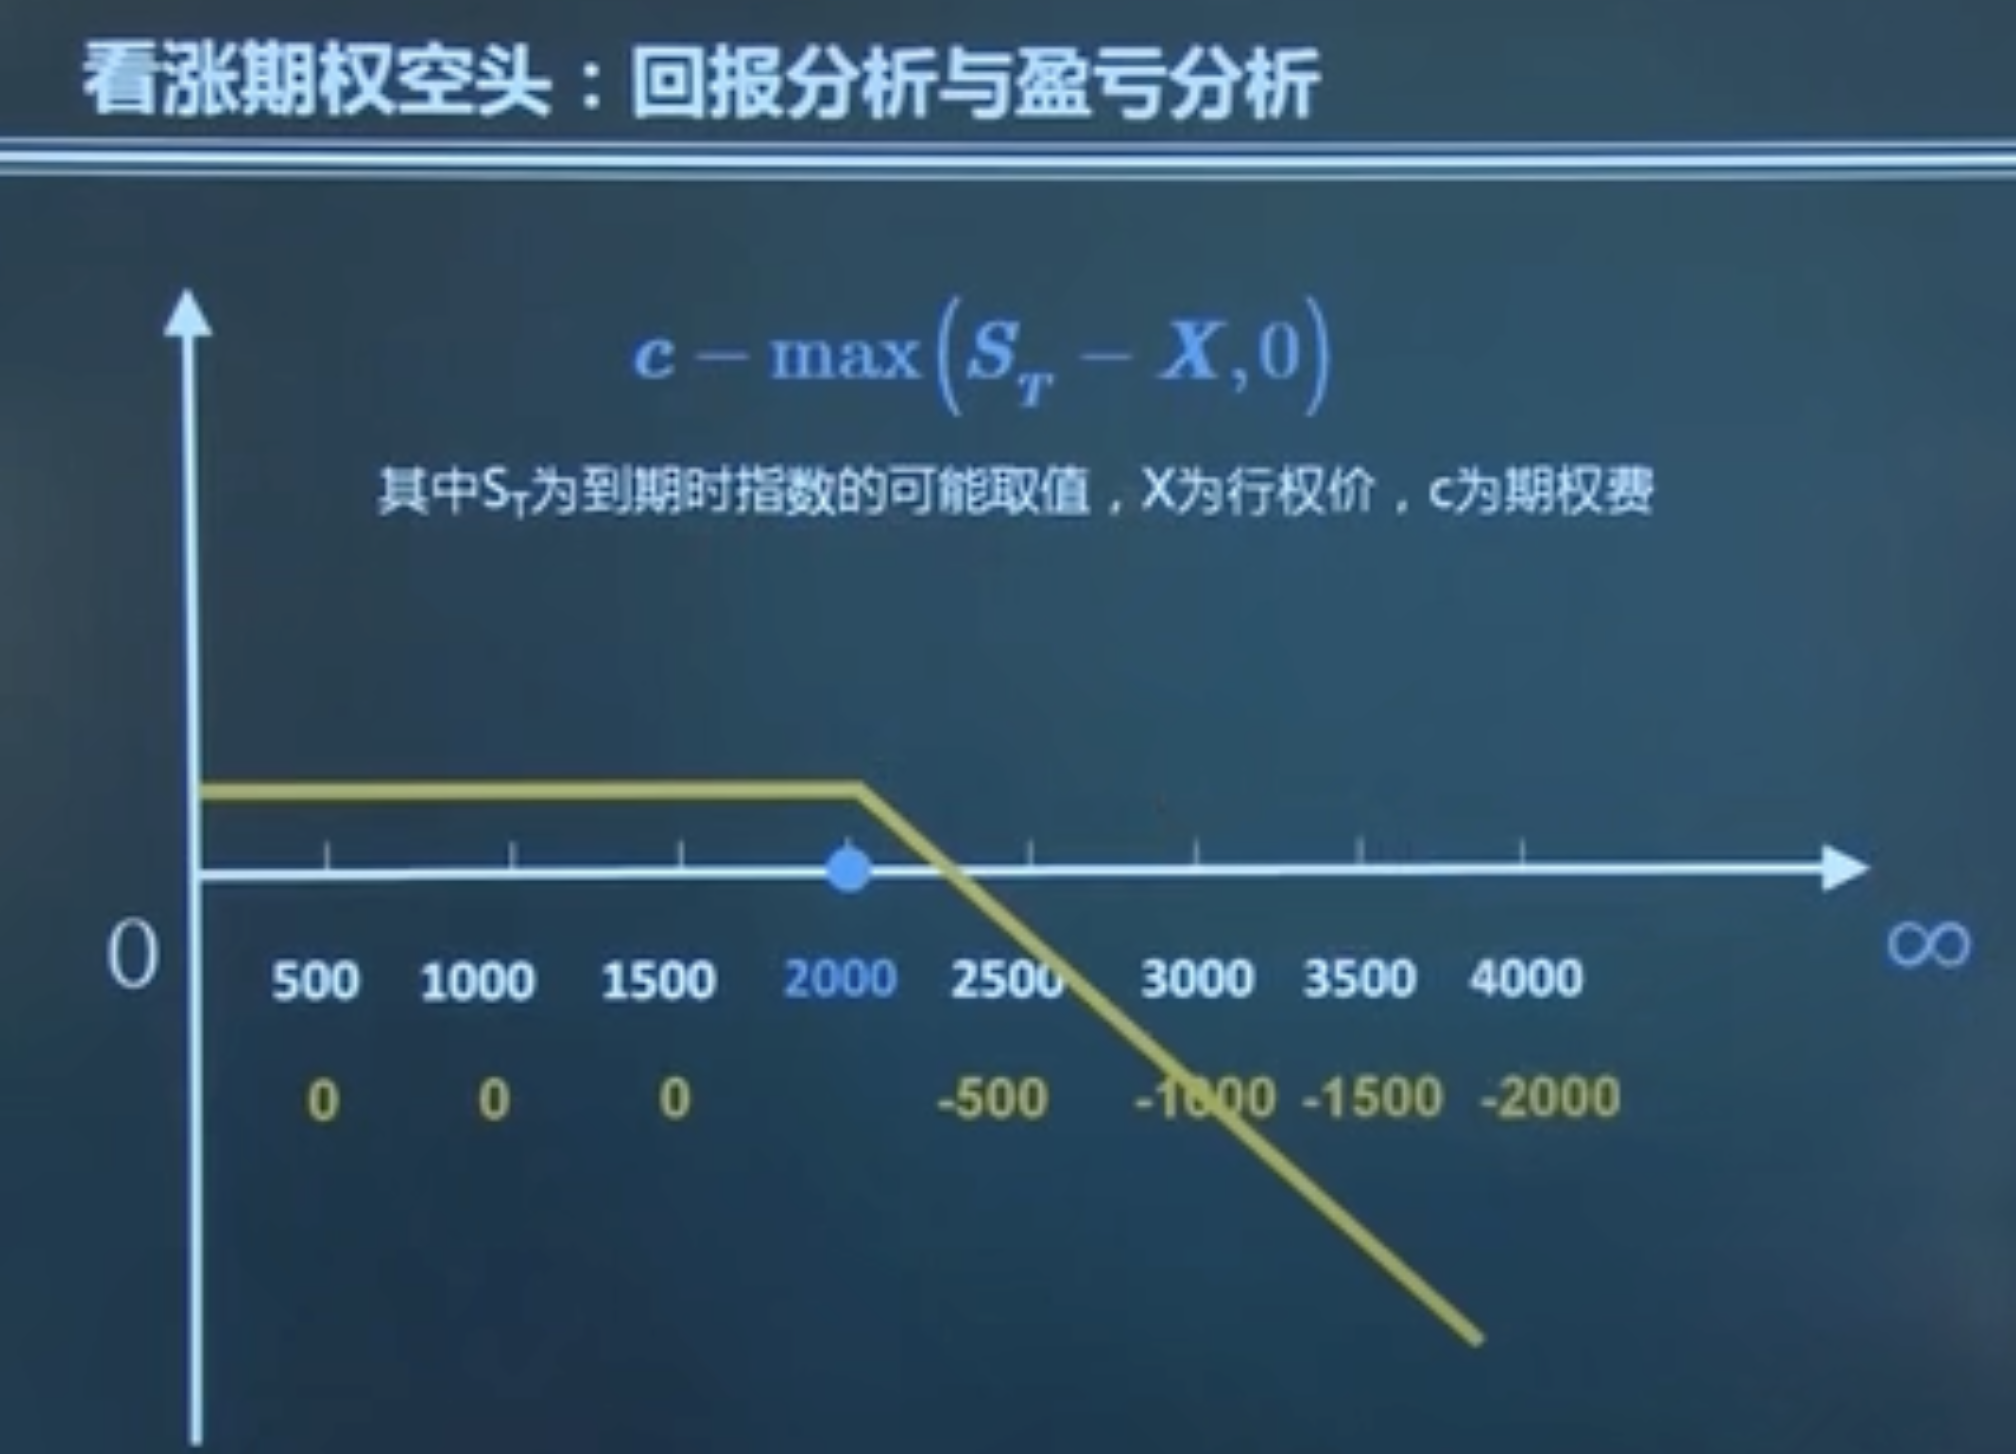 看涨期权空头：回报分析与盈亏分析
c − max(S_T − X, 0)
其中S_T为到期时指数的可能取值，X为行权价，c为期权费
0 500 1000 1500 2000 2500 3000 3500 4000 ∞
0 0 0 -500 -1000 -1500 -2000